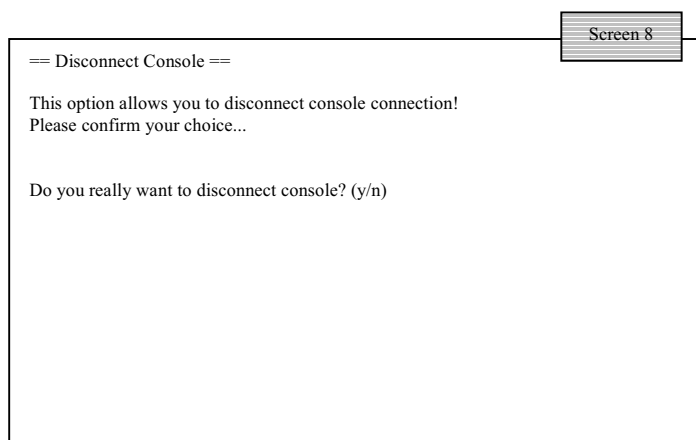 Screen 8
== Disconnect Console ==
This option allows you to disconnect console connection!
Please confirm your choice...
Do you really want to disconnect console? (y/n)